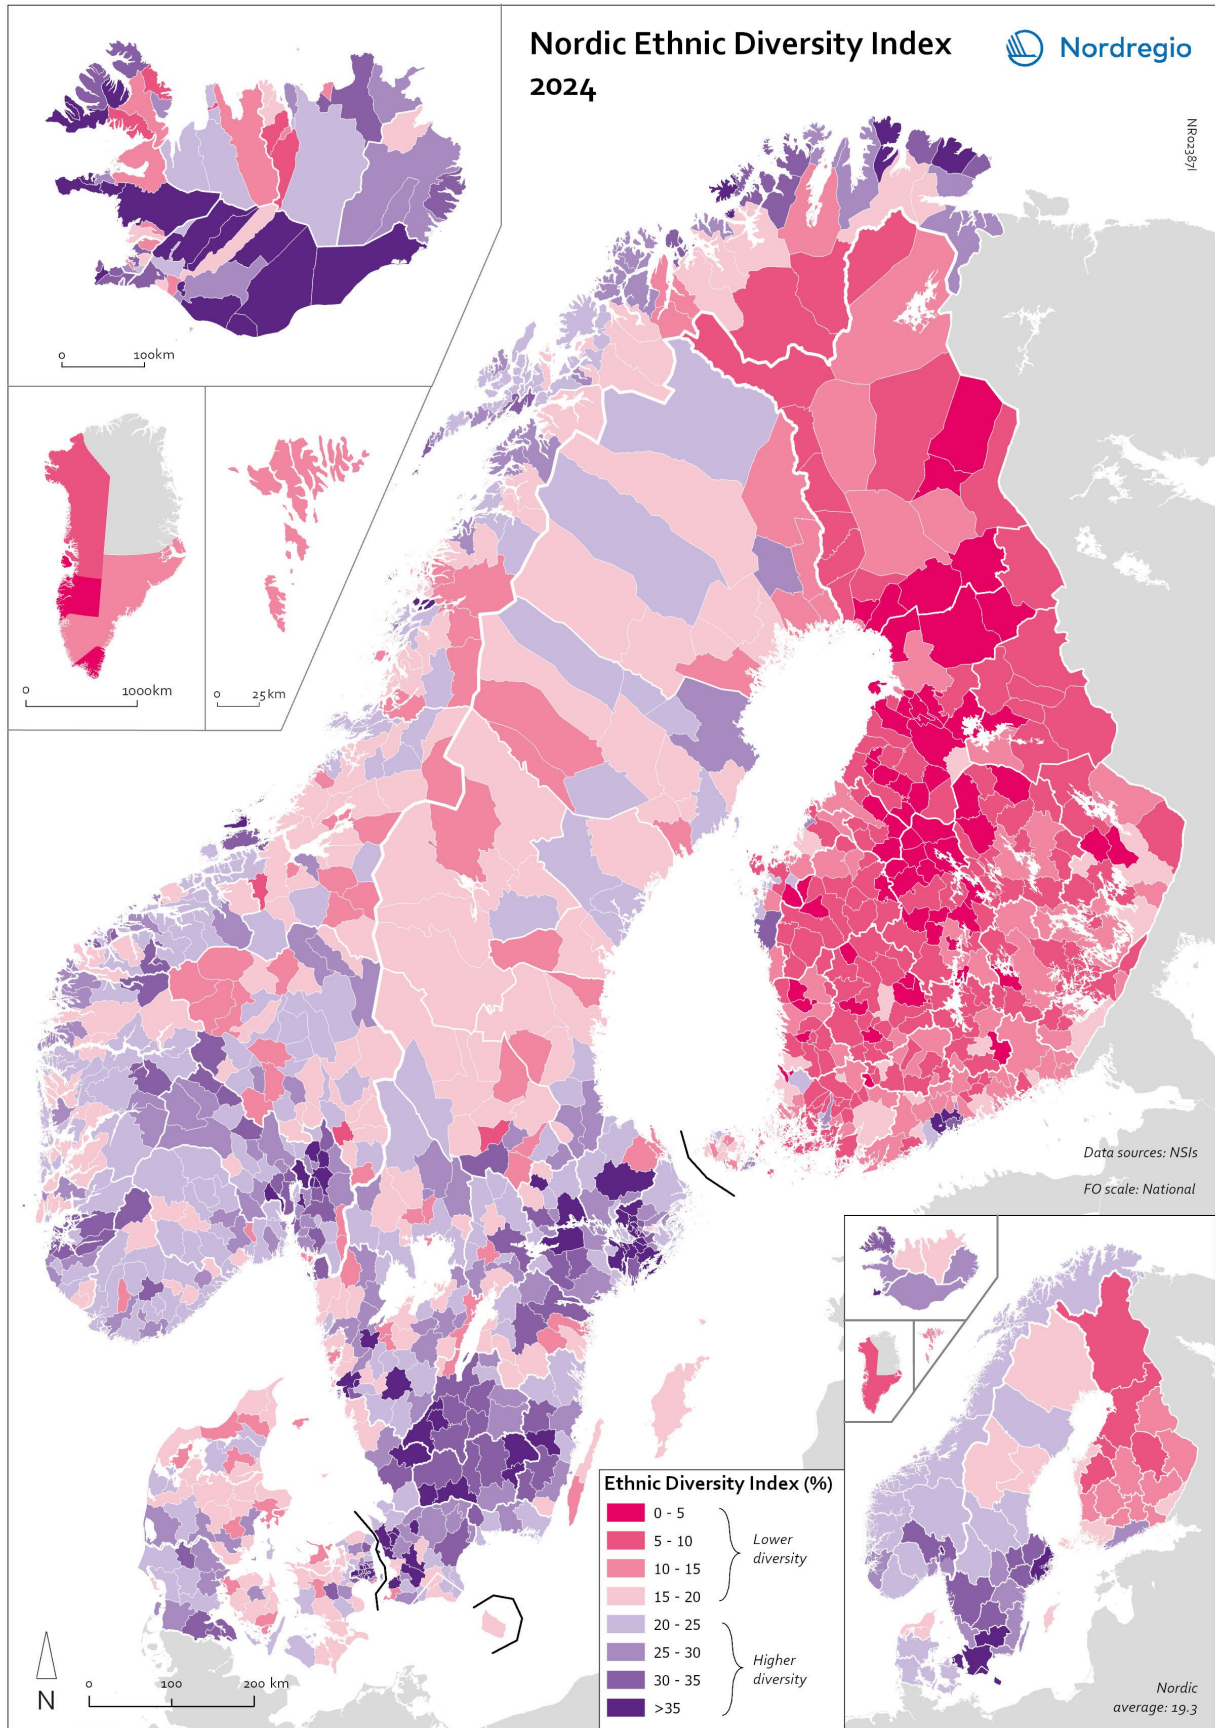 Nordic Ethnic Diversity Index
2024
Nordregio
NR02387l
0 100km
0 1000km
0 25km
Data sources: NSIs
FO scale: National
Ethnic Diversity Index (%)
0 - 5
5 - 10
10 - 15
15 - 20
Lower
diversity
20 - 25
25 - 30
30 - 35
>35
Higher
diversity
N
0 100 200 km
Nordic
average: 19.3